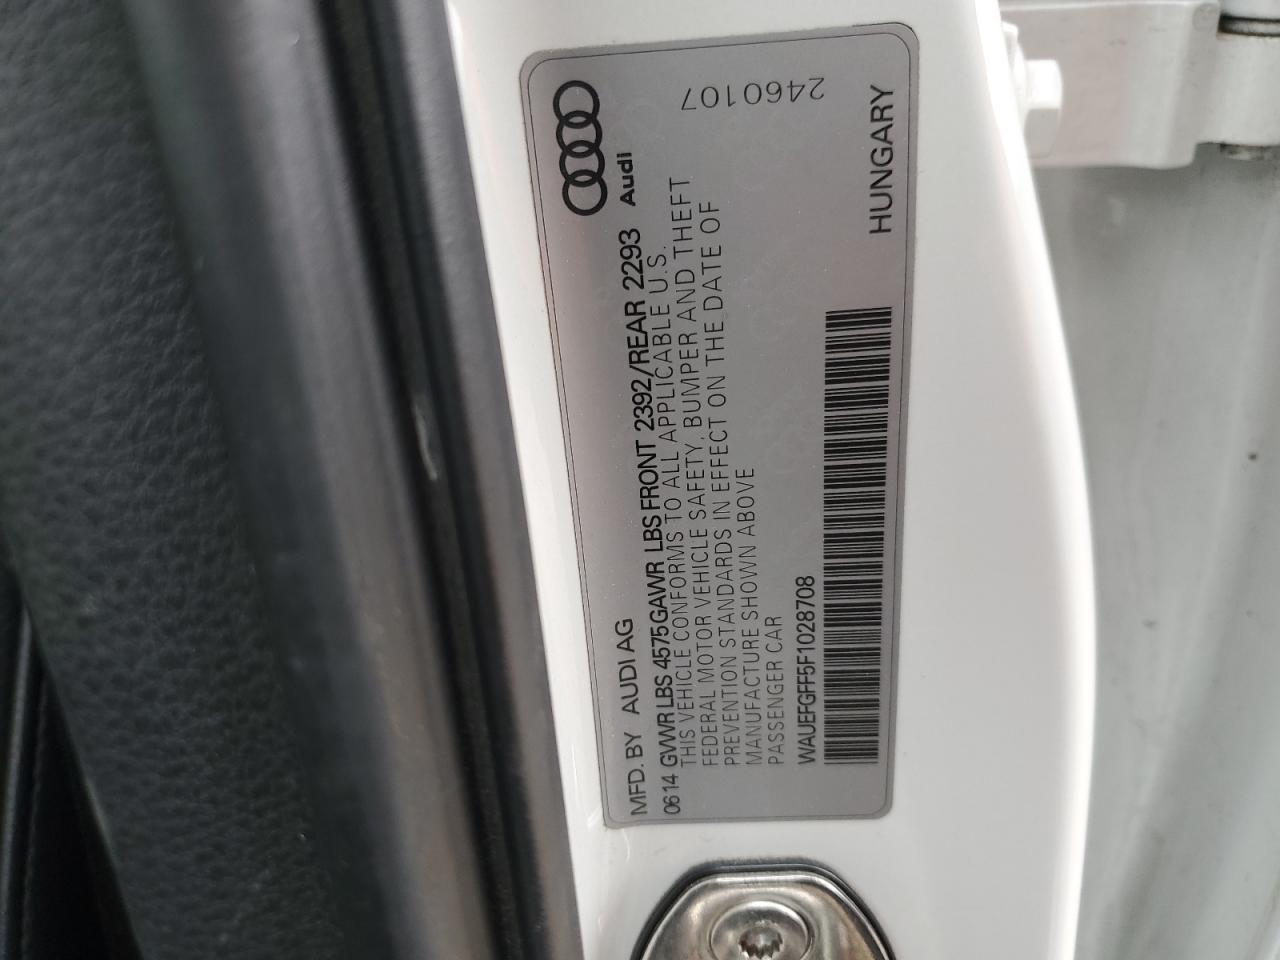 MFD. BY AUDI AG
0614 GVWR LBS 4575 GAWR LBS FRONT 2392/REAR 2293
Audi
THIS VEHICLE CONFORMS TO ALL APPLICABLE U.S.
FEDERAL MOTOR VEHICLE SAFETY, BUMPER AND THEFT
PREVENTION STANDARDS IN EFFECT ON THE DATE OF
MANUFACTURE SHOWN ABOVE
PASSENGER CAR
2460107
WAUEFGFF5F1028708
HUNGARY